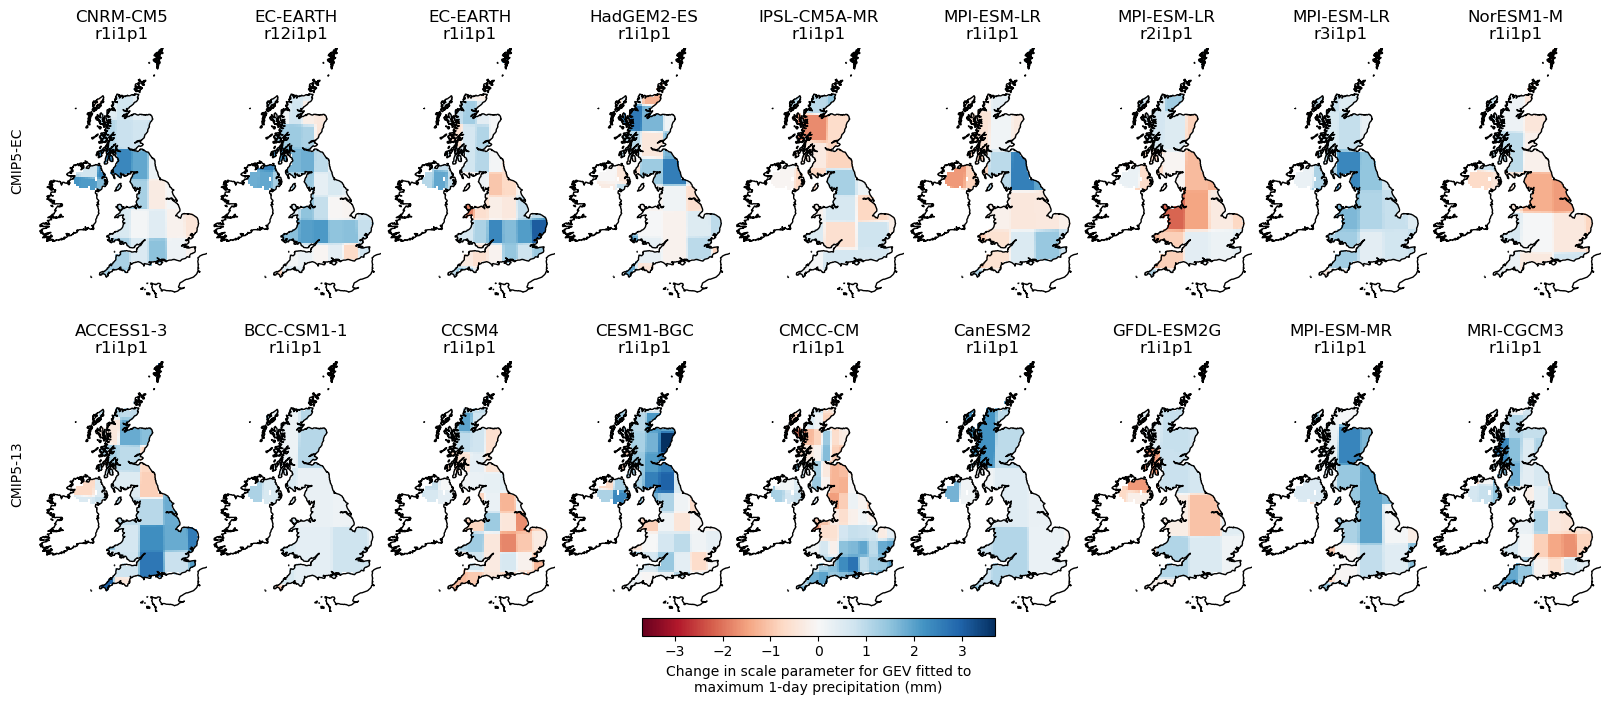 CNRM-CM5
r1i1p1
EC-EARTH
r12i1p1
EC-EARTH
r1i1p1
HadGEM2-ES
r1i1p1
IPSL-CM5A-MR
r1i1p1
MPI-ESM-LR
r1i1p1
MPI-ESM-LR
r2i1p1
MPI-ESM-LR
r3i1p1
NorESM1-M
r1i1p1
CMIP5-EC
ACCESS1-3
r1i1p1
BCC-CSM1-1
r1i1p1
CCSM4
r1i1p1
CESM1-BGC
r1i1p1
CMCC-CM
r1i1p1
CanESM2
r1i1p1
GFDL-ESM2G
r1i1p1
MPI-ESM-MR
r1i1p1
MRI-CGCM3
r1i1p1
CMIP5-13
−3 −2 −1 0 1 2 3
Change in scale parameter for GEV fitted to
maximum 1-day precipitation (mm)